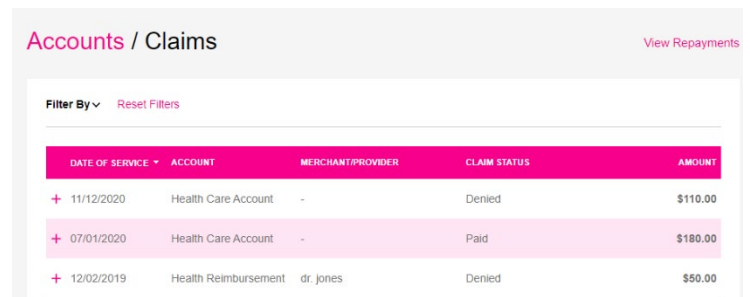 Accounts / Claims
View Repayments
Filter By Reset Filters
DATE OF SERVICE ACCOUNT MERCHANT/PROVIDER CLAIM STATUS AMOUNT
+ 11/12/2020 Health Care Account - Denied $110.00
+ 07/01/2020 Health Care Account - Paid $180.00
+ 12/02/2019 Health Reimbursement dr. jones Denied $50.00